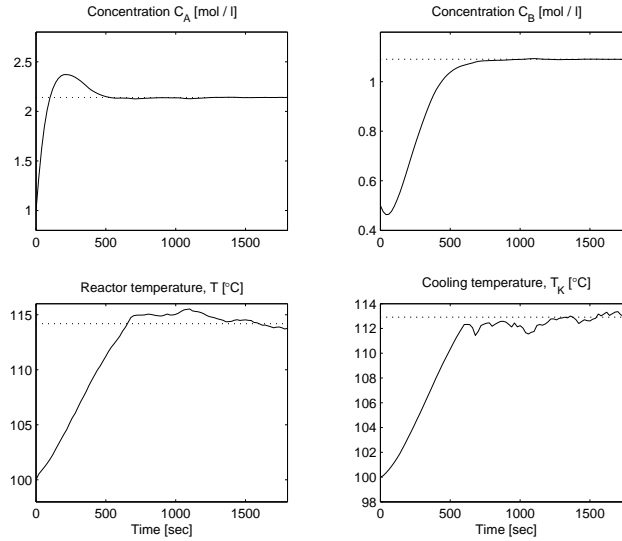 Concentration C_A [mol / l]
2.5
2
1.5
1
0 500 1000 1500
Concentration C_B [mol / l]
1
0.8
0.6
0.4
0 500 1000 1500
Reactor temperature, T [°C]
115
110
105
100
0 500 1000 1500
Time [sec]
Cooling temperature, T_K [°C]
114
112
110
108
106
104
102
100
98
0 500 1000 1500
Time [sec]